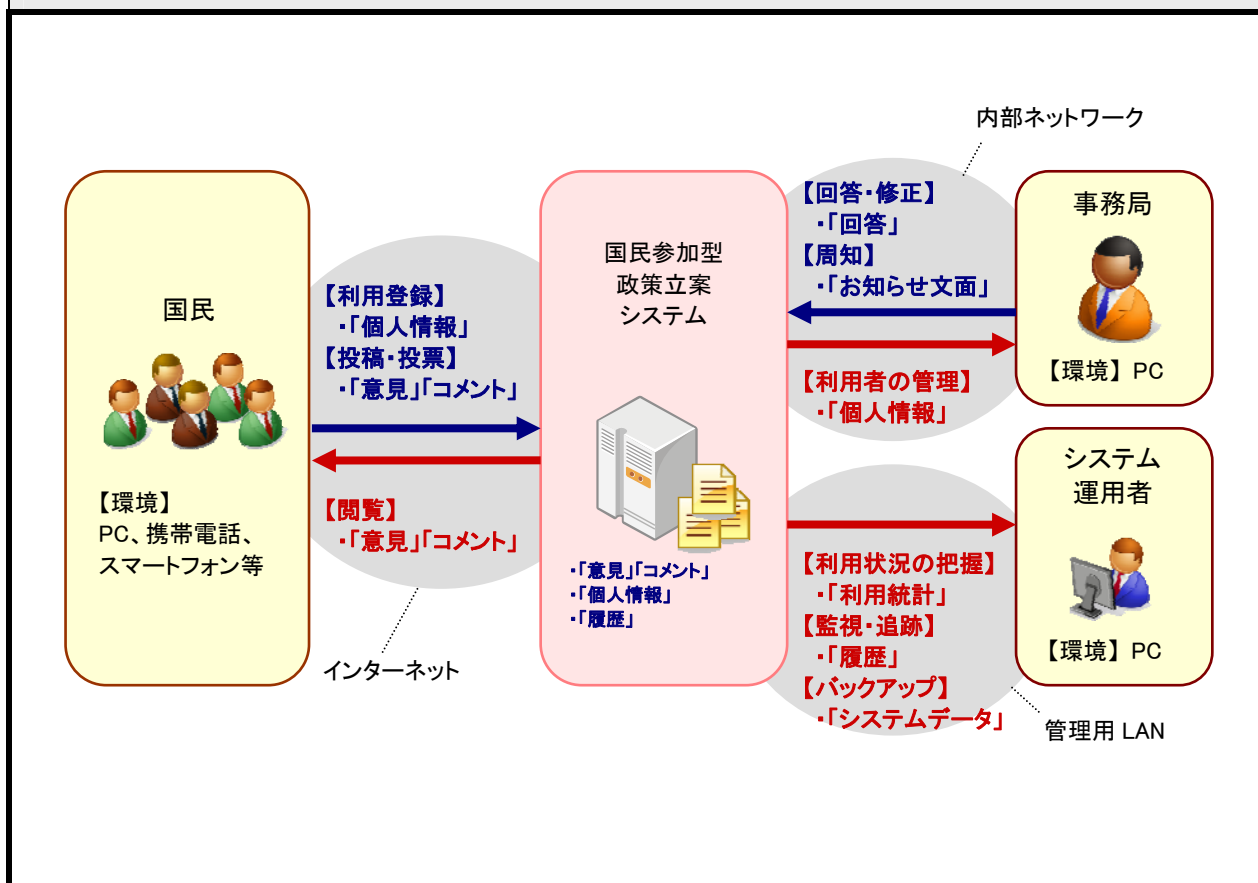 国民
【環境】
PC、携帯電話、
スマートフォン等
【利用登録】
・「個人情報」
【投稿・投票】
・「意見」「コメント」
【閲覧】
・「意見」「コメント」
インターネット
国民参加型
政策立案
システム
・「意見」「コメント」
・「個人情報」
・「履歴」
内部ネットワーク
【回答・修正】
・「回答」
【周知】
・「お知らせ文面」
【利用者の管理】
・「個人情報」
事務局
【環境】 PC
【利用状況の把握】
・「利用統計」
【監視・追跡】
・「履歴」
【バックアップ】
・「システムデータ」
システム
運用者
【環境】 PC
管理用 LAN